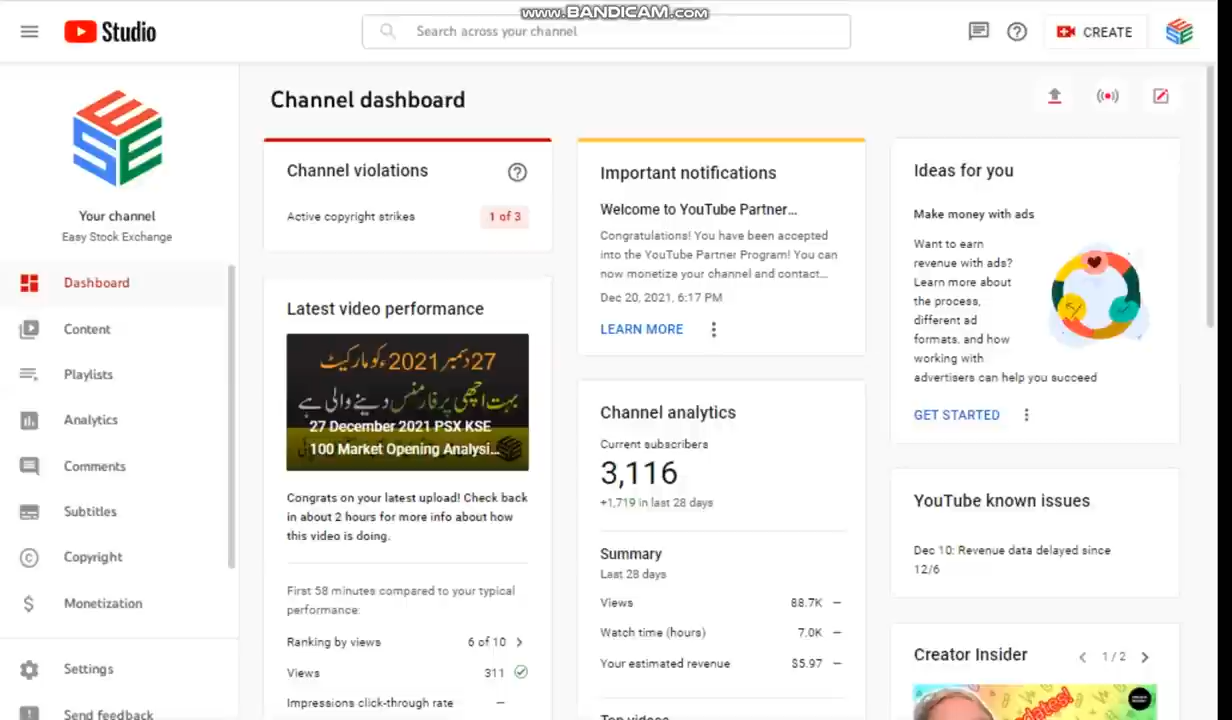 www.BANDICAM.com
Studio
Search across your channel
CREATE
Your channel
Easy Stock Exchange
Dashboard
Content
Playlists
Analytics
Comments
Subtitles
Copyright
Monetization
Settings
Send feedback
Channel dashboard
Channel violations
Active copyright strikes
1 of 3
Latest video performance
27 دسمبر 2021ء کو مارکیٹ
بہت اچھی پرفارمنس دینے والی ہے
27 December 2021 PSX KSE
100 Market Opening Analysi...
Congrats on your latest upload! Check back
in about 2 hours for more info about how
this video is doing.
First 58 minutes compared to your typical
performance:
Ranking by views 6 of 10
Views 311
Impressions click-through rate –
Important notifications
Welcome to YouTube Partner...
Congratulations! You have been accepted
into the YouTube Partner Program! You can
now monetize your channel and contact...
Dec 20, 2021, 6:17 PM
LEARN MORE
Channel analytics
Current subscribers
3,116
+1,719 in last 28 days
Summary
Last 28 days
Views 88.7K –
Watch time (hours) 7.0K –
Your estimated revenue $5.97 –
Top videos
Ideas for you
Make money with ads
Want to earn
revenue with ads?
Learn more about
the process,
different ad
formats, and how
working with
advertisers can help you succeed
GET STARTED
YouTube known issues
Dec 10: Revenue data delayed since
12/6
Creator Insider
1 / 2